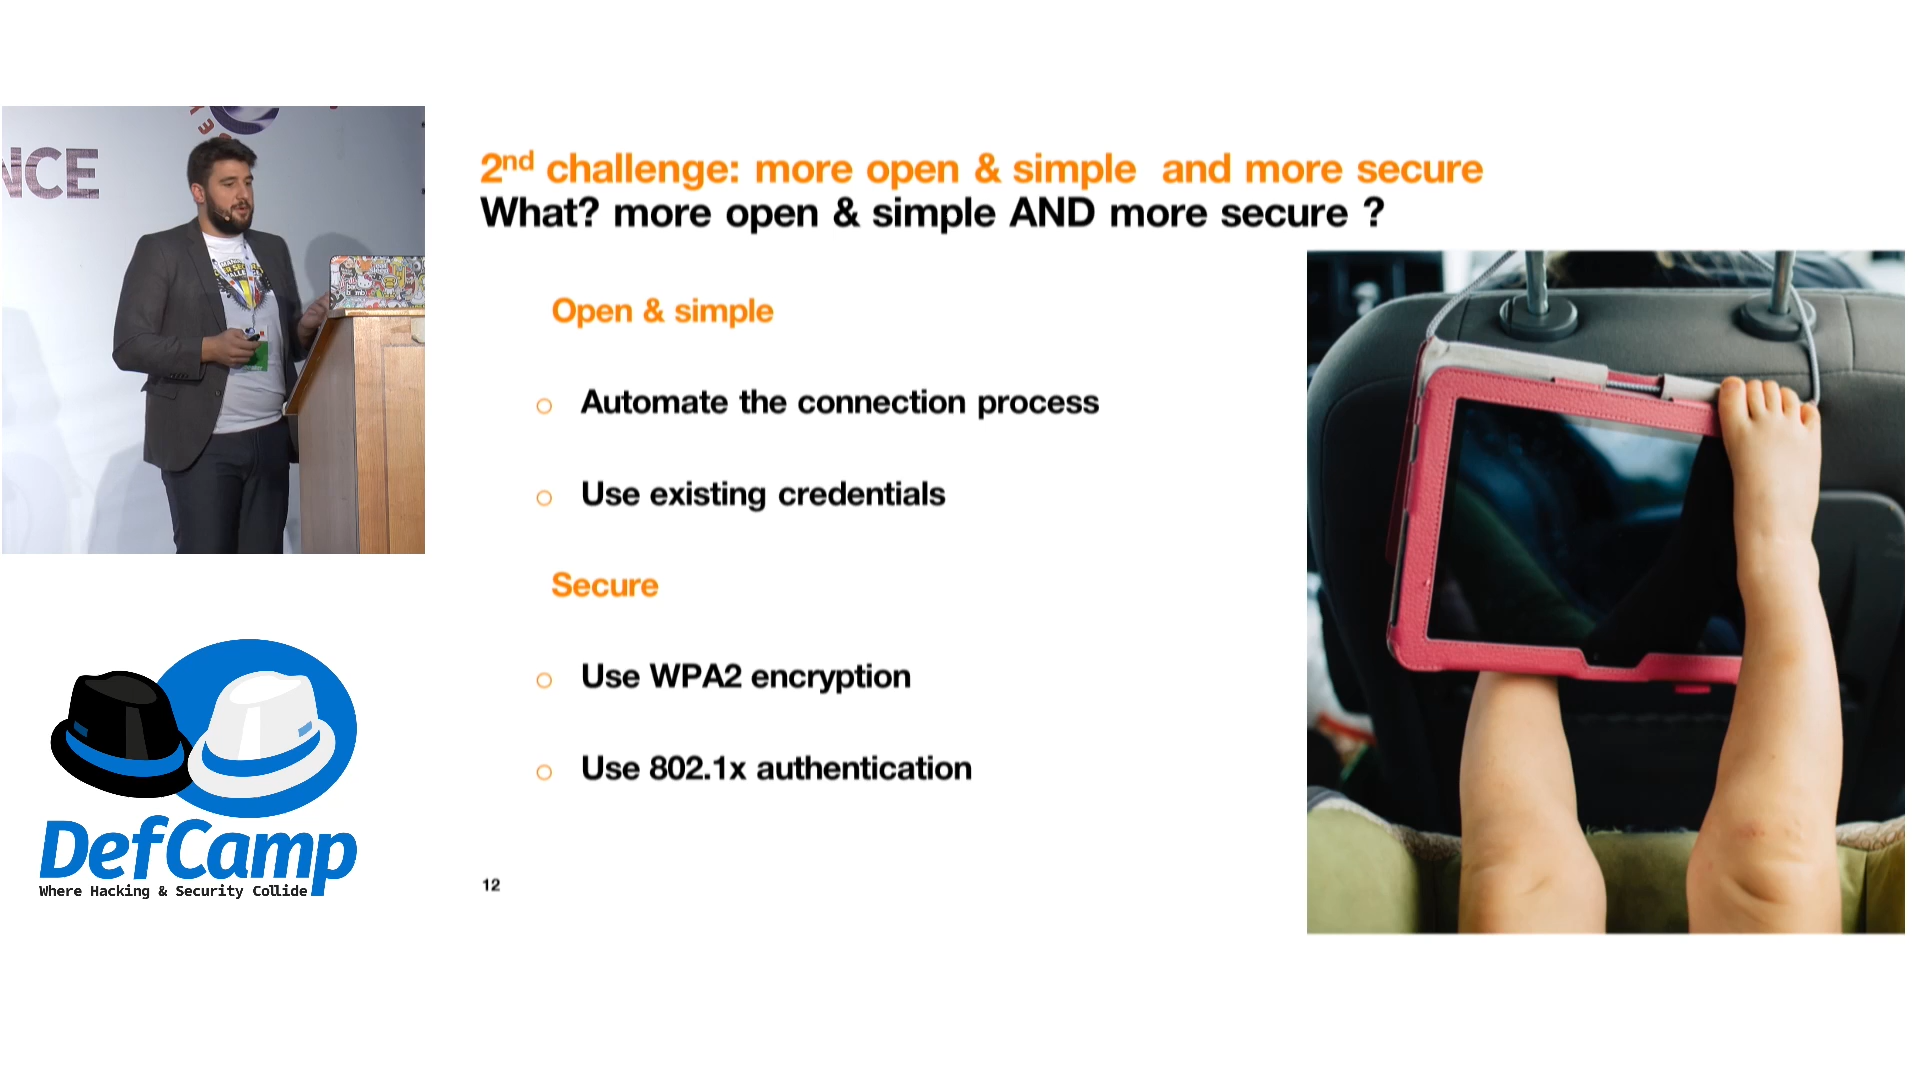 NCE
2nd challenge: more open & simple and more secure
What? more open & simple AND more secure ?
Open & simple
○ Automate the connection process
○ Use existing credentials
Secure
○ Use WPA2 encryption
○ Use 802.1x authentication
12
DefCamp
Where Hacking & Security Collide